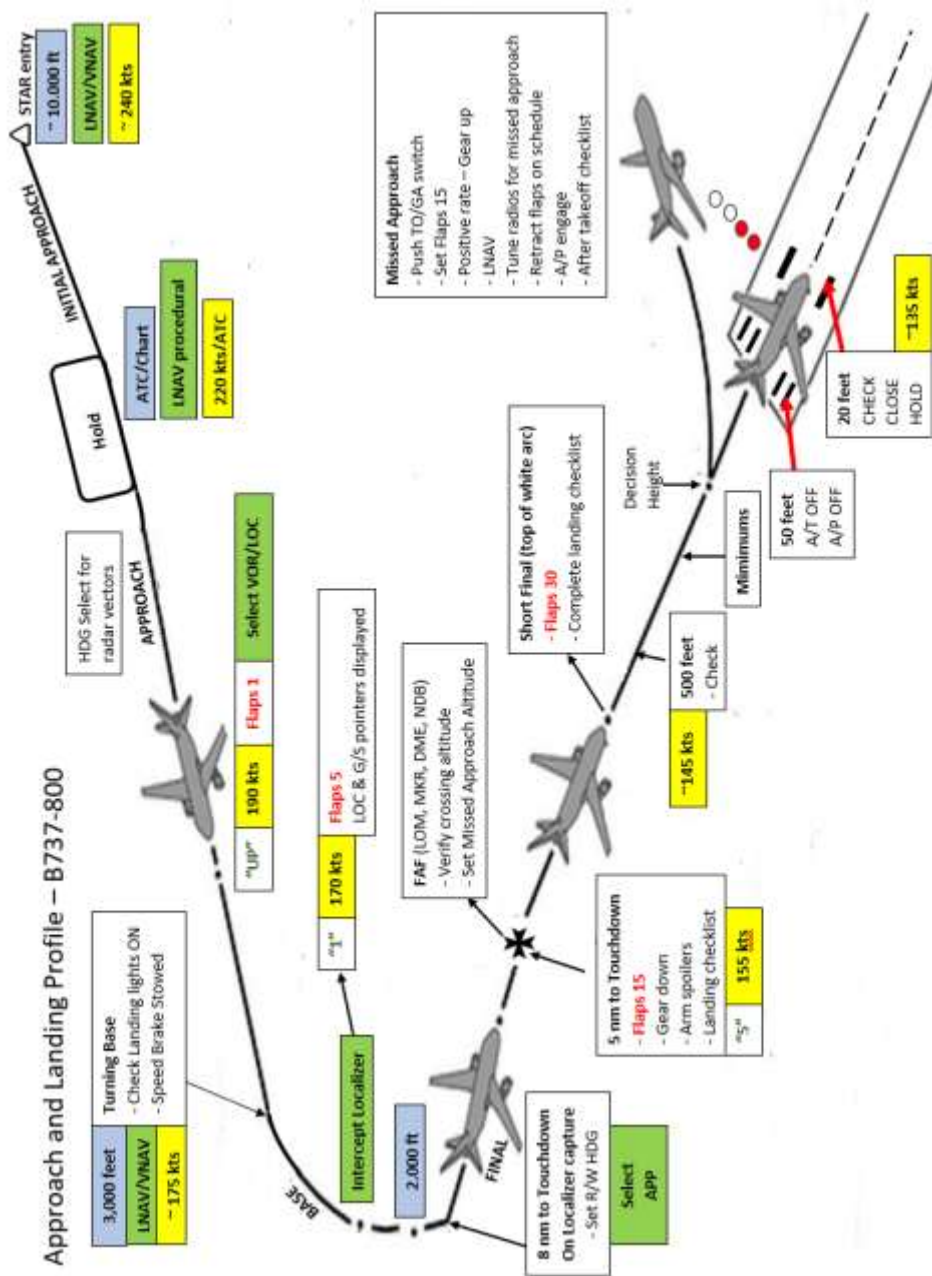 Approach and Landing Profile – B737-800
STAR entry
~ 10.000 ft
LNAV/VNAV
~ 240 kts
INITIAL APPROACH
Hold
ATC/Chart
LNAV procedural
220 kts/ATC
HDG Select for
radar vectors
APPROACH
"UP"
190 kts
Flaps 1
Select VOR/LOC
3,000 feet
LNAV/VNAV
~ 175 kts
Turning Base
- Check Landing lights ON
- Speed Brake Stowed
BASE
Intercept Localizer
"1"
170 kts
Flaps 5
LOC & G/S pointers displayed
2.000 ft
FINAL
8 nm to Touchdown
On Localizer capture
- Set R/W HDG
Select
APP
FAF (LOM, MKR, DME, NDB)
- Verify crossing altitude
- Set Missed Approach Altitude
5 nm to Touchdown
- Flaps 15
- Gear down
- Arm spoilers
- Landing checklist
"5"
155 kts
Short Final (top of white arc)
- Flaps 30
- Complete landing checklist
~145 kts
500 feet
- Check
Mimimums
Decision
Height
Missed Approach
- Push TO/GA switch
- Set Flaps 15
- Positive rate – Gear up
- LNAV
- Tune radios for missed approach
- Retract flaps on schedule
- A/P engage
- After takeoff checklist
50 feet
A/T OFF
A/P OFF
20 feet
CHECK
CLOSE
HOLD
~135 kts